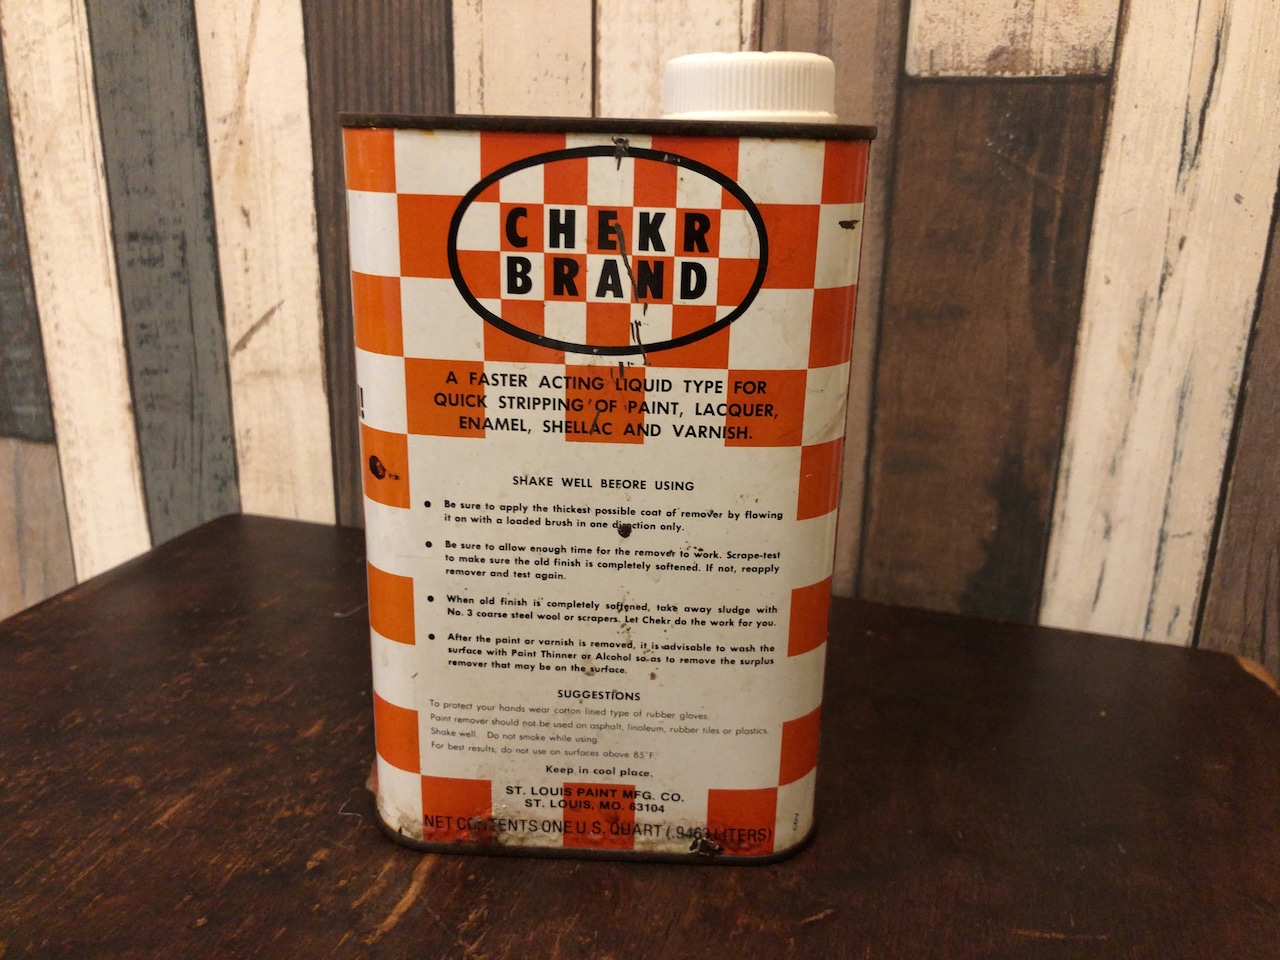 CHEKR
BRAND
A FASTER ACTING LIQUID TYPE FOR
QUICK STRIPPING OF PAINT, LACQUER,
ENAMEL, SHELLAC AND VARNISH.
!
SHAKE WELL BEFORE USING
• Be sure to apply the thickest possible coat of remover by flowing
it on with a loaded brush in one direction only.
• Be sure to allow enough time for the remover to work. Scrape-test
to make sure the old finish is completely softened. If not, reapply
remover and test again.
• When old finish is completely softened, take away sludge with
No. 3 coarse steel wool or scrapers. Let Chekr do the work for you.
• After the paint or varnish is removed, it is advisable to wash the
surface with Paint Thinner or Alcohol so as to remove the surplus
remover that may be on the surface.
SUGGESTIONS
To protect your hands wear cotton lined type of rubber gloves.
Paint remover should not be used on asphalt, linoleum, rubber tiles or plastics.
Shake well. Do not smoke while using.
For best results, do not use on surfaces above 85°F.
Keep in cool place.
ST. LOUIS PAINT MFG. CO.
ST. LOUIS, MO. 63104
NET CONTENTS ONE U.S. QUART (.9463 LITERS)